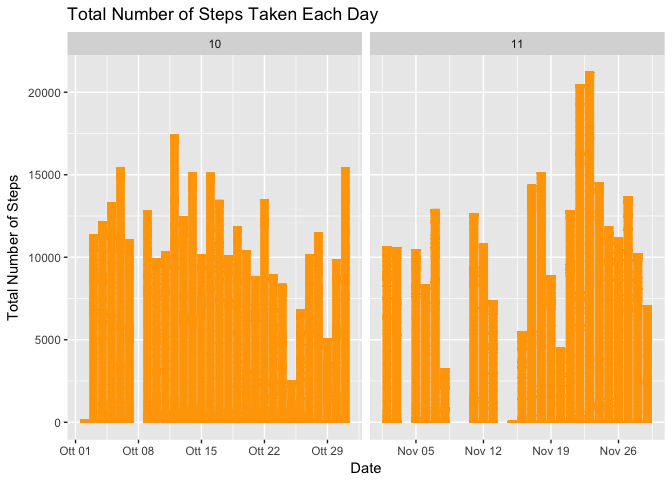 Total Number of Steps Taken Each Day
10 11
20000
15000
10000
5000
0
Total Number of Steps
Ott 01 Ott 08 Ott 15 Ott 22 Ott 29 Nov 05 Nov 12 Nov 19 Nov 26
Date